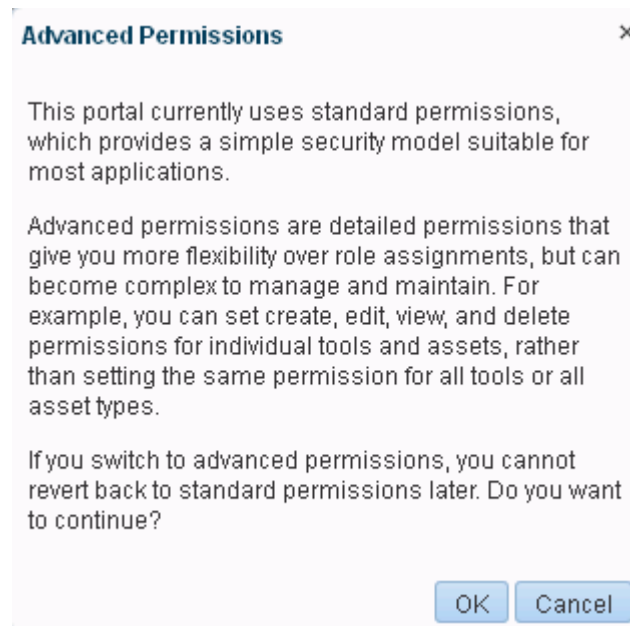 Advanced Permissions
This portal currently uses standard permissions,
which provides a simple security model suitable for
most applications.
Advanced permissions are detailed permissions that
give you more flexibility over role assignments, but can
become complex to manage and maintain. For
example, you can set create, edit, view, and delete
permissions for individual tools and assets, rather
than setting the same permission for all tools or all
asset types.
If you switch to advanced permissions, you cannot
revert back to standard permissions later. Do you want
to continue?
OK Cancel